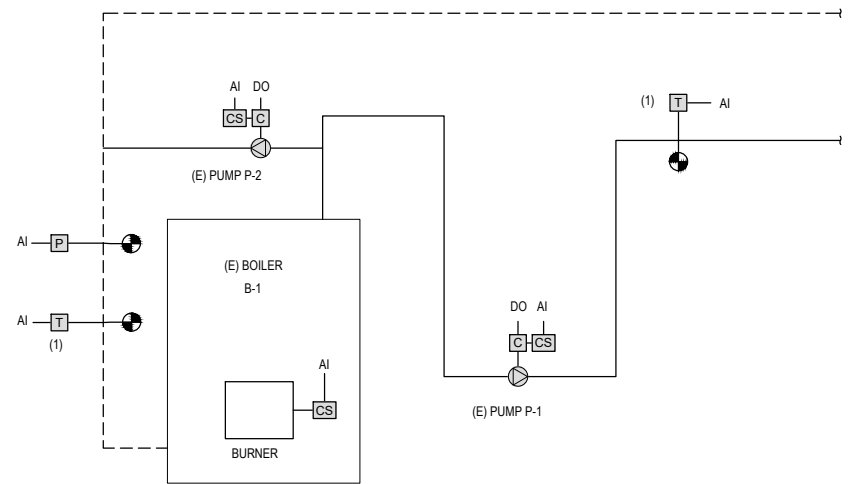 AI DO
CS C
(E) PUMP P-2
(1) T AI
AI P
(E) BOILER
B-1
AI T
(1)
DO AI
C CS
(E) PUMP P-1
AI
CS
BURNER